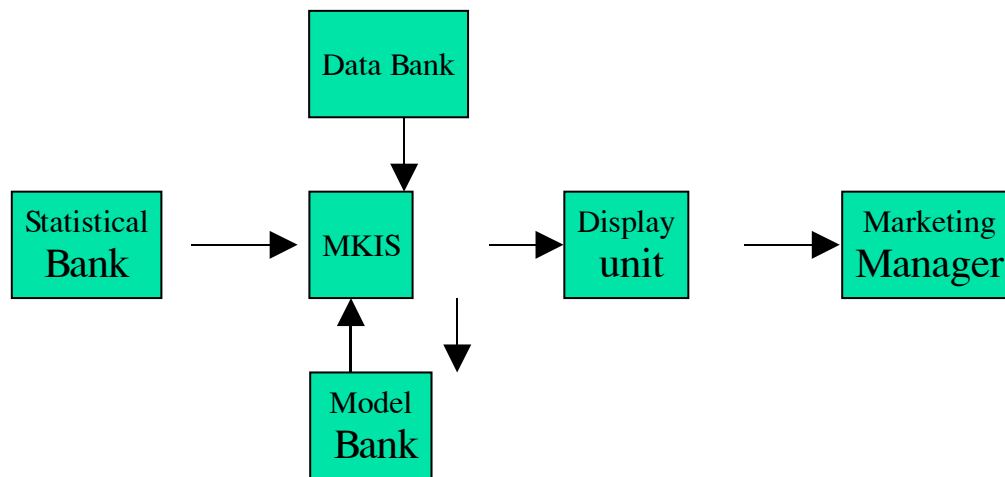 Data Bank
Statistical
Bank
MKIS
Display
unit
Marketing
Manager
Model
Bank